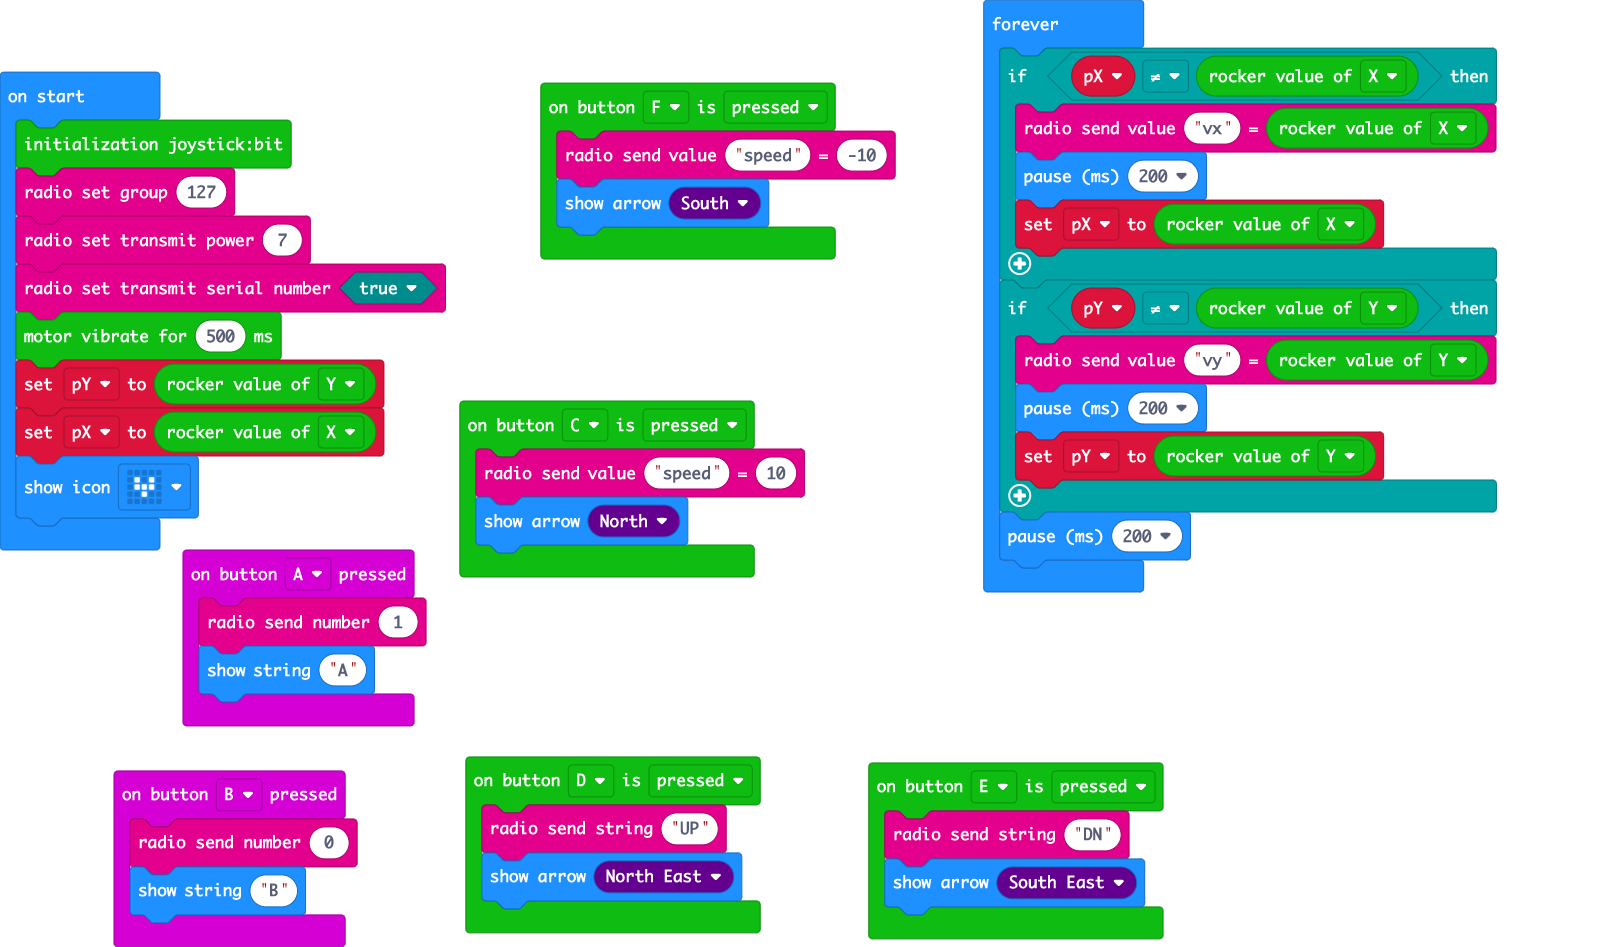 on start
initialization joystick:bit
radio set group 127
radio set transmit power 7
radio set transmit serial number true
motor vibrate for 500 ms
set pY to rocker value of Y
set pX to rocker value of X
show icon
on button A pressed
radio send number 1
show string "A"
on button B pressed
radio send number 0
show string "B"
on button F is pressed
radio send value "speed" = -10
show arrow South
on button C is pressed
radio send value "speed" = 10
show arrow North
on button D is pressed
radio send string "UP"
show arrow North East
on button E is pressed
radio send string "DN"
show arrow South East
forever
if pX ≠ rocker value of X then
radio send value "vx" = rocker value of X
pause (ms) 200
set pX to rocker value of X
if pY ≠ rocker value of Y then
radio send value "vy" = rocker value of Y
pause (ms) 200
set pY to rocker value of Y
pause (ms) 200